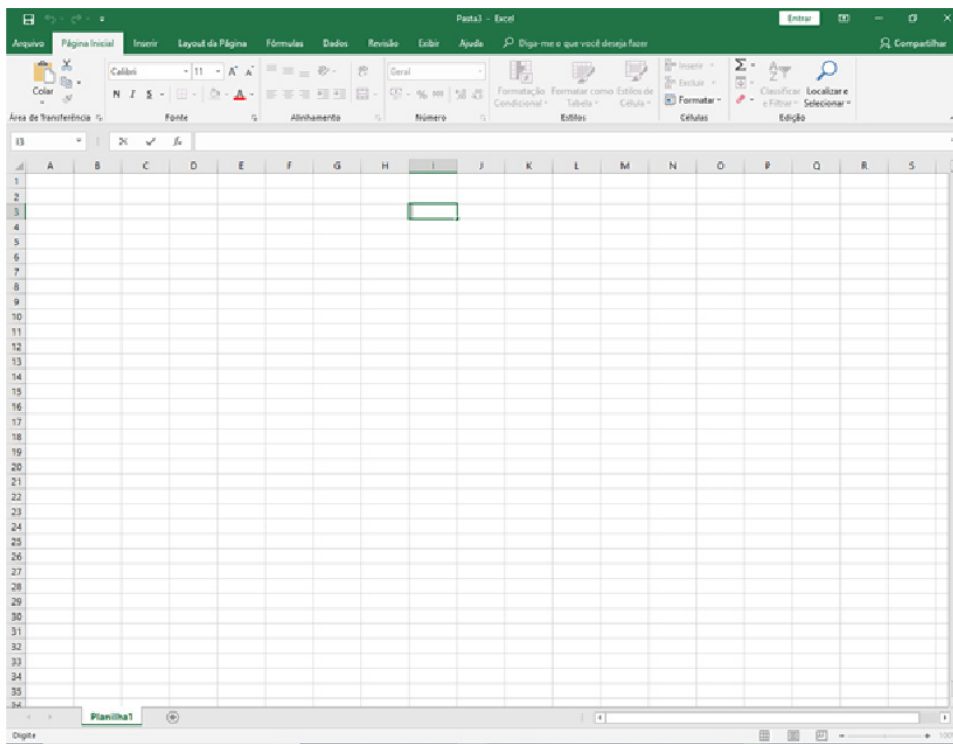 Pasta3 - Excel
Entrar
Arquivo Página Inicial Inserir Layout da Página Fórmulas Dados Revisão Exibir Ajuda Diga-me o que você deseja fazer Compartilhar
Colar
Calibri 11
N I S
Geral
% 000
Formatação Condicional
Formatar como Tabela
Estilos de Célula
Inserir
Excluir
Formatar
Σ
Classificar e Filtrar
Localizar e Selecionar
Área de Transferência Fonte Alinhamento Número Estilos Células Edição
I3 fx
A B C D E F G H I J K L M N O P Q R S
1
2
3
4
5
6
7
8
9
10
11
12
13
14
15
16
17
18
19
20
21
22
23
24
25
26
27
28
29
30
31
32
33
34
35
Planilha1
Digite